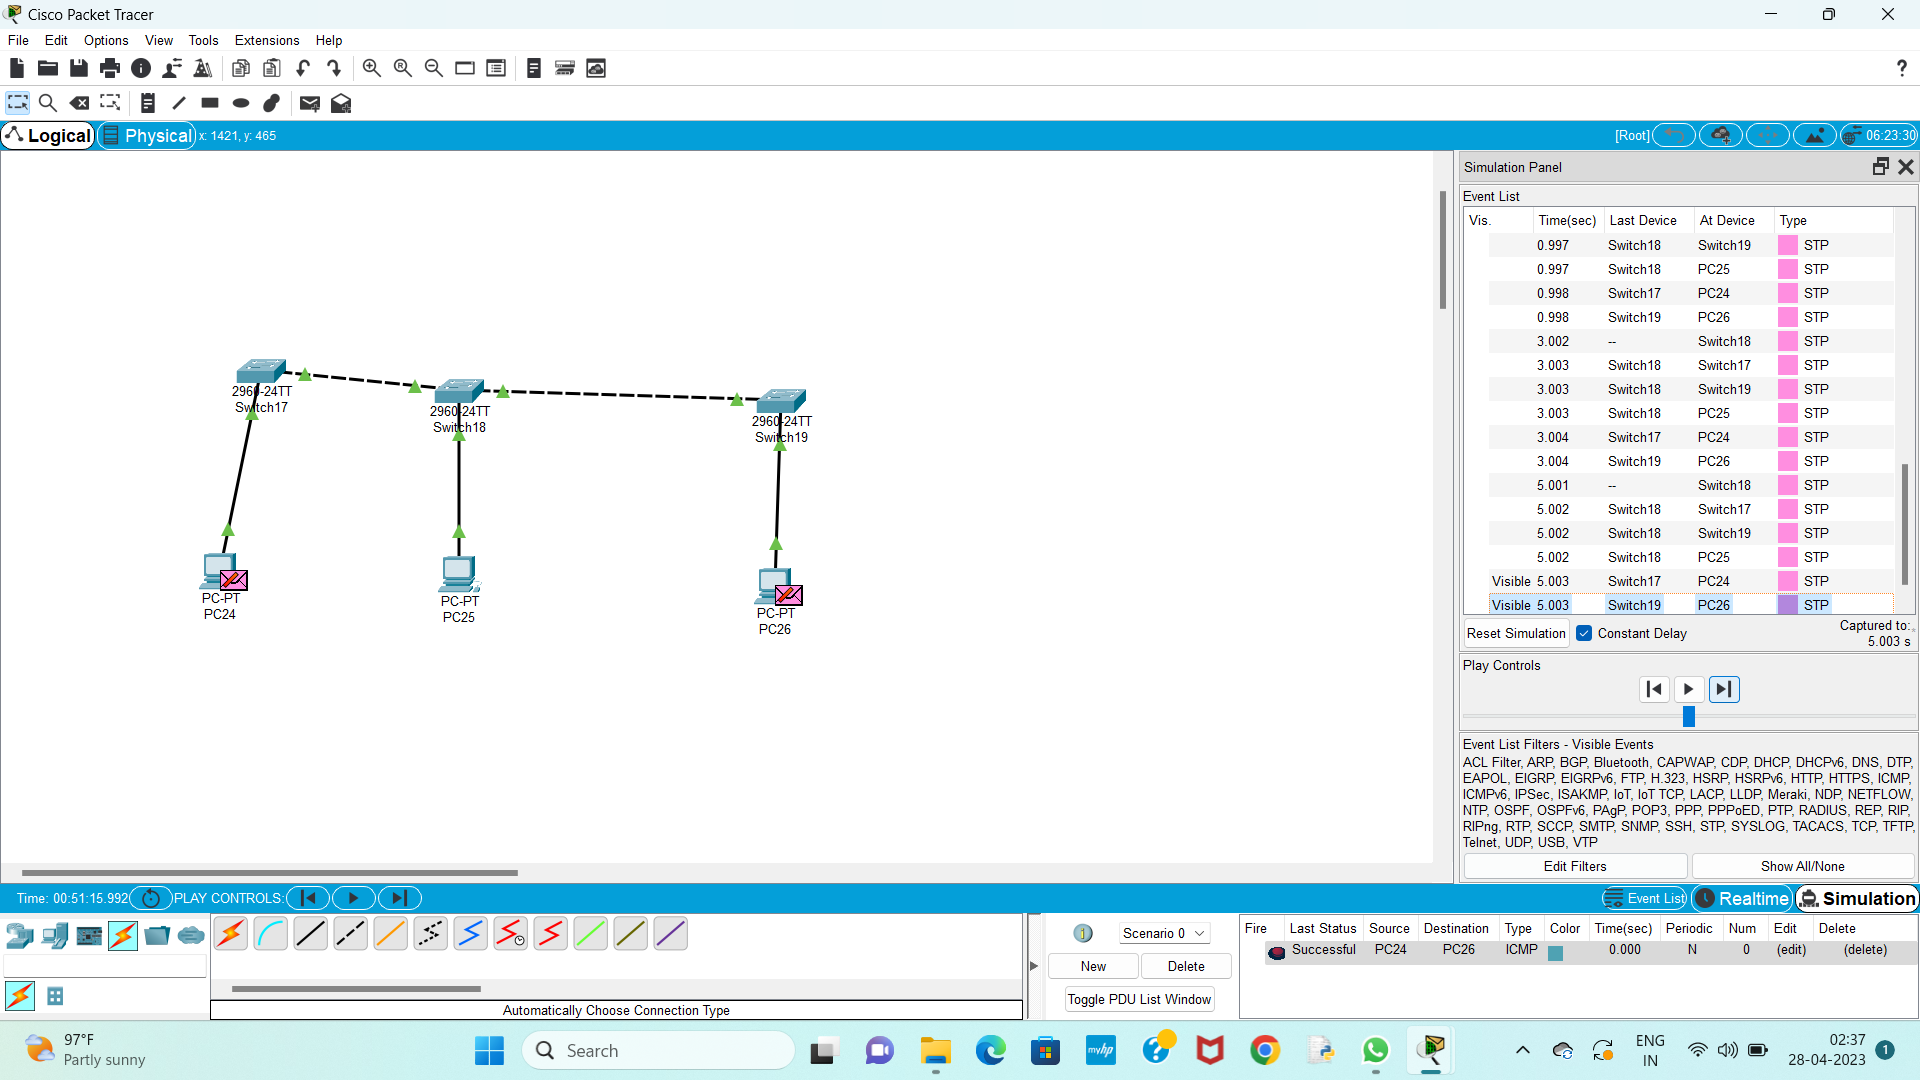 Cisco Packet Tracer
File Edit Options View Tools Extensions Help
?
Logical Physical x: 1421, y: 465 [Root] 06:23:30
Simulation Panel
Event List
Vis. Time(sec) Last Device At Device Type
0.997 Switch18 Switch19 STP
0.997 Switch18 PC25 STP
0.998 Switch17 PC24 STP
0.998 Switch19 PC26 STP
3.002 -- Switch18 STP
3.003 Switch18 Switch17 STP
3.003 Switch18 Switch19 STP
3.003 Switch18 PC25 STP
3.004 Switch17 PC24 STP
3.004 Switch19 PC26 STP
5.001 -- Switch18 STP
5.002 Switch18 Switch17 STP
5.002 Switch18 Switch19 STP
5.002 Switch18 PC25 STP
Visible 5.003 Switch17 PC24 STP
Visible 5.003 Switch19 PC26 STP
Reset Simulation Constant Delay Captured to:
5.003 s
Play Controls
Event List Filters - Visible Events
ACL Filter, ARP, BGP, Bluetooth, CAPWAP, CDP, DHCP, DHCPv6, DNS, DTP,
EAPOL, EIGRP, EIGRPv6, FTP, H.323, HSRP, HSRPv6, HTTP, HTTPS, ICMP,
ICMPv6, IPSec, ISAKMP, IoT, IoT TCP, LACP, LLDP, Meraki, NDP, NETFLOW,
NTP, OSPF, OSPFv6, PAgP, POP3, PPP, PPPoED, PTP, RADIUS, REP, RIP,
RIPng, RTP, SCCP, SMTP, SNMP, SSH, STP, SYSLOG, TACACS, TCP, TFTP,
Telnet, UDP, USB, VTP
Edit Filters Show All/None
2960-24TT
Switch17
2960-24TT
Switch18
2960-24TT
Switch19
PC-PT
PC24
PC-PT
PC25
PC-PT
PC26
Time: 00:51:15.992 PLAY CONTROLS: Event List Realtime Simulation
Automatically Choose Connection Type
1 Scenario 0
New Delete
Toggle PDU List Window
Fire Last Status Source Destination Type Color Time(sec) Periodic Num Edit Delete
Successful PC24 PC26 ICMP 0.000 N 0 (edit) (delete)
97°F
Partly sunny
Search
myhp
ENG
IN
02:37
28-04-2023
1